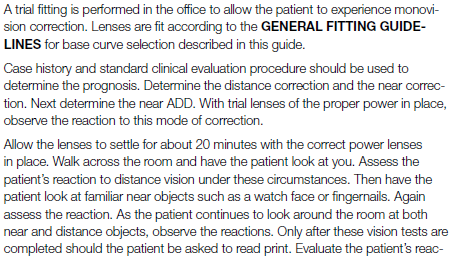 A trial fitting is performed in the office to allow the patient to experience monovi-
sion correction. Lenses are fit according to the GENERAL FITTING GUIDE-
LINES for base curve selection described in this guide.
Case history and standard clinical evaluation procedure should be used to
determine the prognosis. Determine the distance correction and the near correc-
tion. Next determine the near ADD. With trial lenses of the proper power in place,
observe the reaction to this mode of correction.
Allow the lenses to settle for about 20 minutes with the correct power lenses
in place. Walk across the room and have the patient look at you. Assess the
patient's reaction to distance vision under these circumstances. Then have the
patient look at familiar near objects such as a watch face or fingernails. Again
assess the reaction. As the patient continues to look around the room at both
near and distance objects, observe the reactions. Only after these vision tests are
completed should the patient be asked to read print. Evaluate the patient's reac-